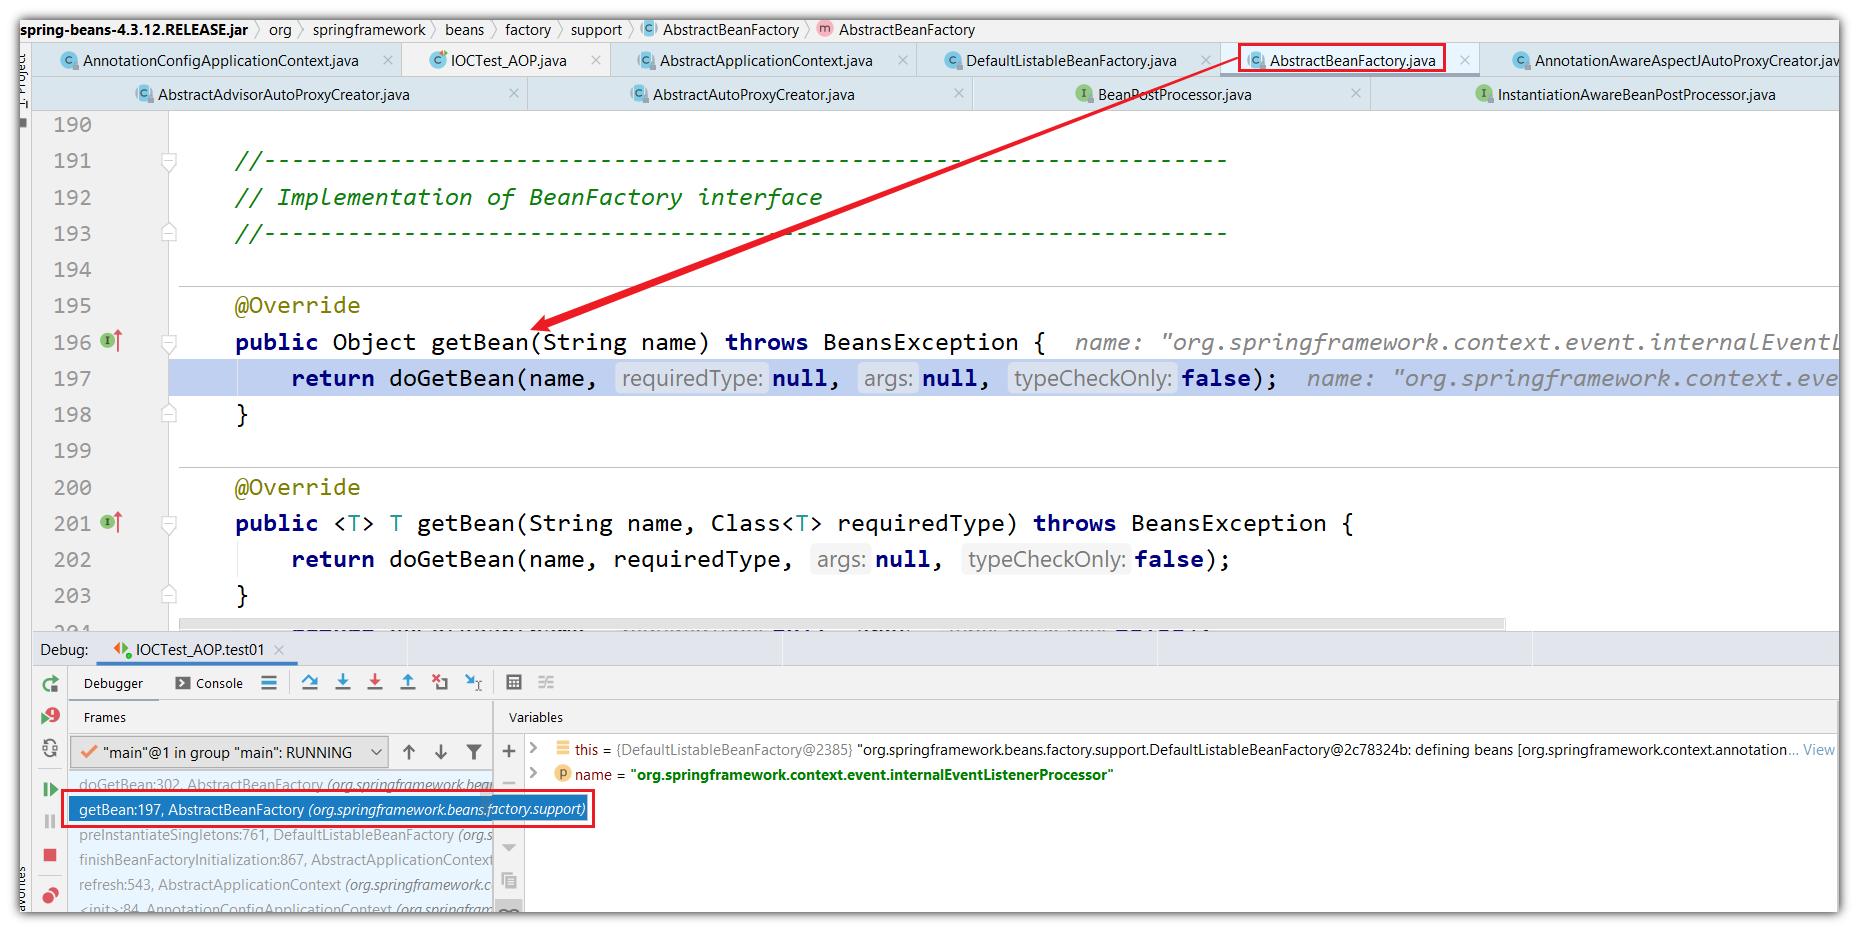 spring-beans-4.3.12.RELEASE.jar org springframework beans factory support AbstractBeanFactory AbstractBeanFactory
AnnotationConfigApplicationContext.java IOCTest_AOP.java AbstractApplicationContext.java DefaultListableBeanFactory.java AbstractBeanFactory.java AnnotationAwareAspectJAutoProxyCreator.jav
AbstractAdvisorAutoProxyCreator.java AbstractAutoProxyCreator.java BeanPostProcessor.java InstantiationAwareBeanPostProcessor.java
Project
190
191 //---------------------------------------------------------------------
192 // Implementation of BeanFactory interface
193 //---------------------------------------------------------------------
194
195 @Override
196 public Object getBean(String name) throws BeansException { name: "org.springframework.context.event.internalEventL
197 return doGetBean(name, requiredType: null, args: null, typeCheckOnly: false); name: "org.springframework.context.eve
198 }
199
200 @Override
201 public <T> T getBean(String name, Class<T> requiredType) throws BeansException {
202 return doGetBean(name, requiredType, args: null, typeCheckOnly: false);
203 }
Debug: IOCTest_AOP.test01
Debugger Console
Frames Variables
"main"@1 in group "main": RUNNING
this = {DefaultListableBeanFactory@2385} "org.springframework.beans.factory.support.DefaultListableBeanFactory@2c78324b: defining beans [org.springframework.context.annotation... View
name = "org.springframework.context.event.internalEventListenerProcessor"
doGetBean:302, AbstractBeanFactory (org.springframework.bean
getBean:197, AbstractBeanFactory (org.springframework.beans.factory.support)
preInstantiateSingletons:761, DefaultListableBeanFactory (org.s
finishBeanFactoryInitialization:867, AbstractApplicationContext
refresh:543, AbstractApplicationContext (org.springframework.c
<init>:84, AnnotationConfigApplicationContext (org.springfram
avorites